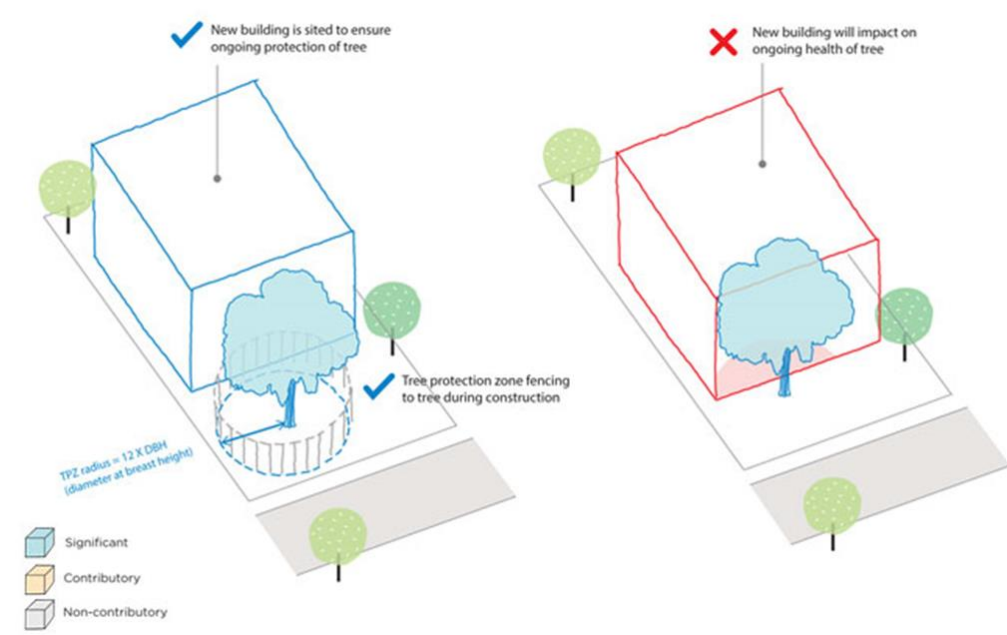 New building is sited to ensure
ongoing protection of tree
New building will impact on
ongoing health of tree
Tree protection zone fencing
to tree during construction
TPZ radius = 12 X DBH
(diameter at breast height)
Significant
Contributory
Non-contributory